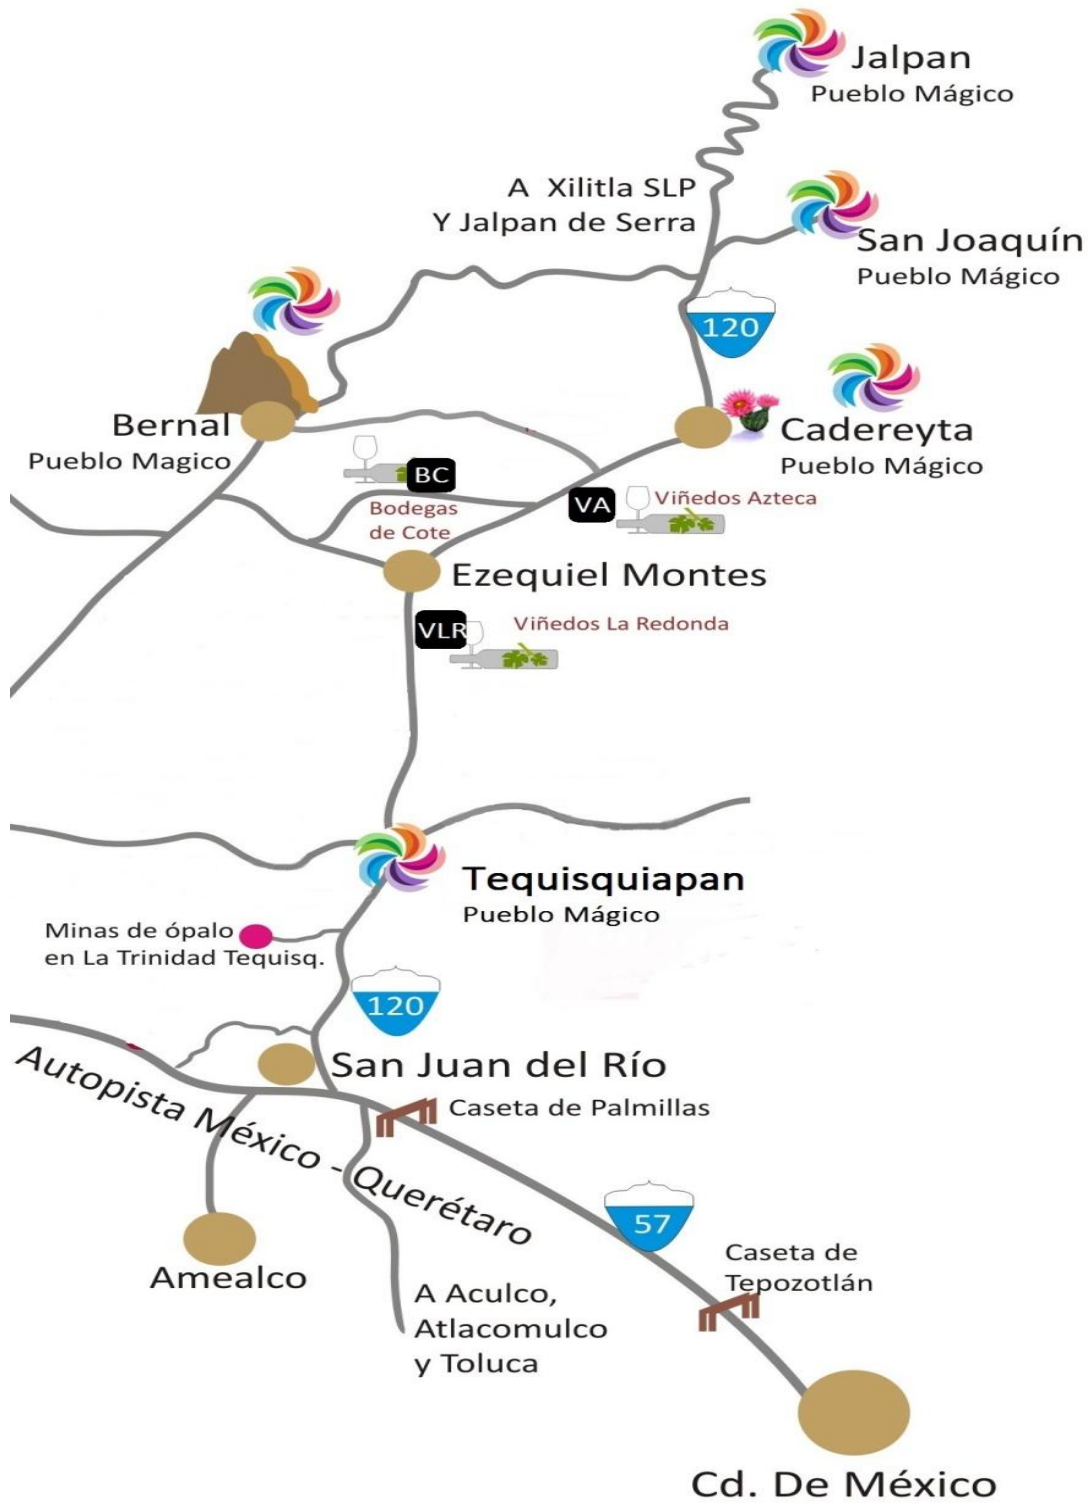 Jalpan
Pueblo Mágico
A Xilitla SLP
Y Jalpan de Serra
San Joaquín
Pueblo Mágico
120
Bernal
Pueblo Magico
Cadereyta
Pueblo Mágico
BC
Bodegas
de Cote
VA
Viñedos Azteca
Ezequiel Montes
VLR
Viñedos La Redonda
Tequisquiapan
Pueblo Mágico
Minas de ópalo
en La Trinidad Tequisq.
120
San Juan del Río
Autopista México - Querétaro
Caseta de Palmillas
57
Amealco
A Aculco,
Atlacomulco
y Toluca
Caseta de
Tepozotlán
Cd. De México